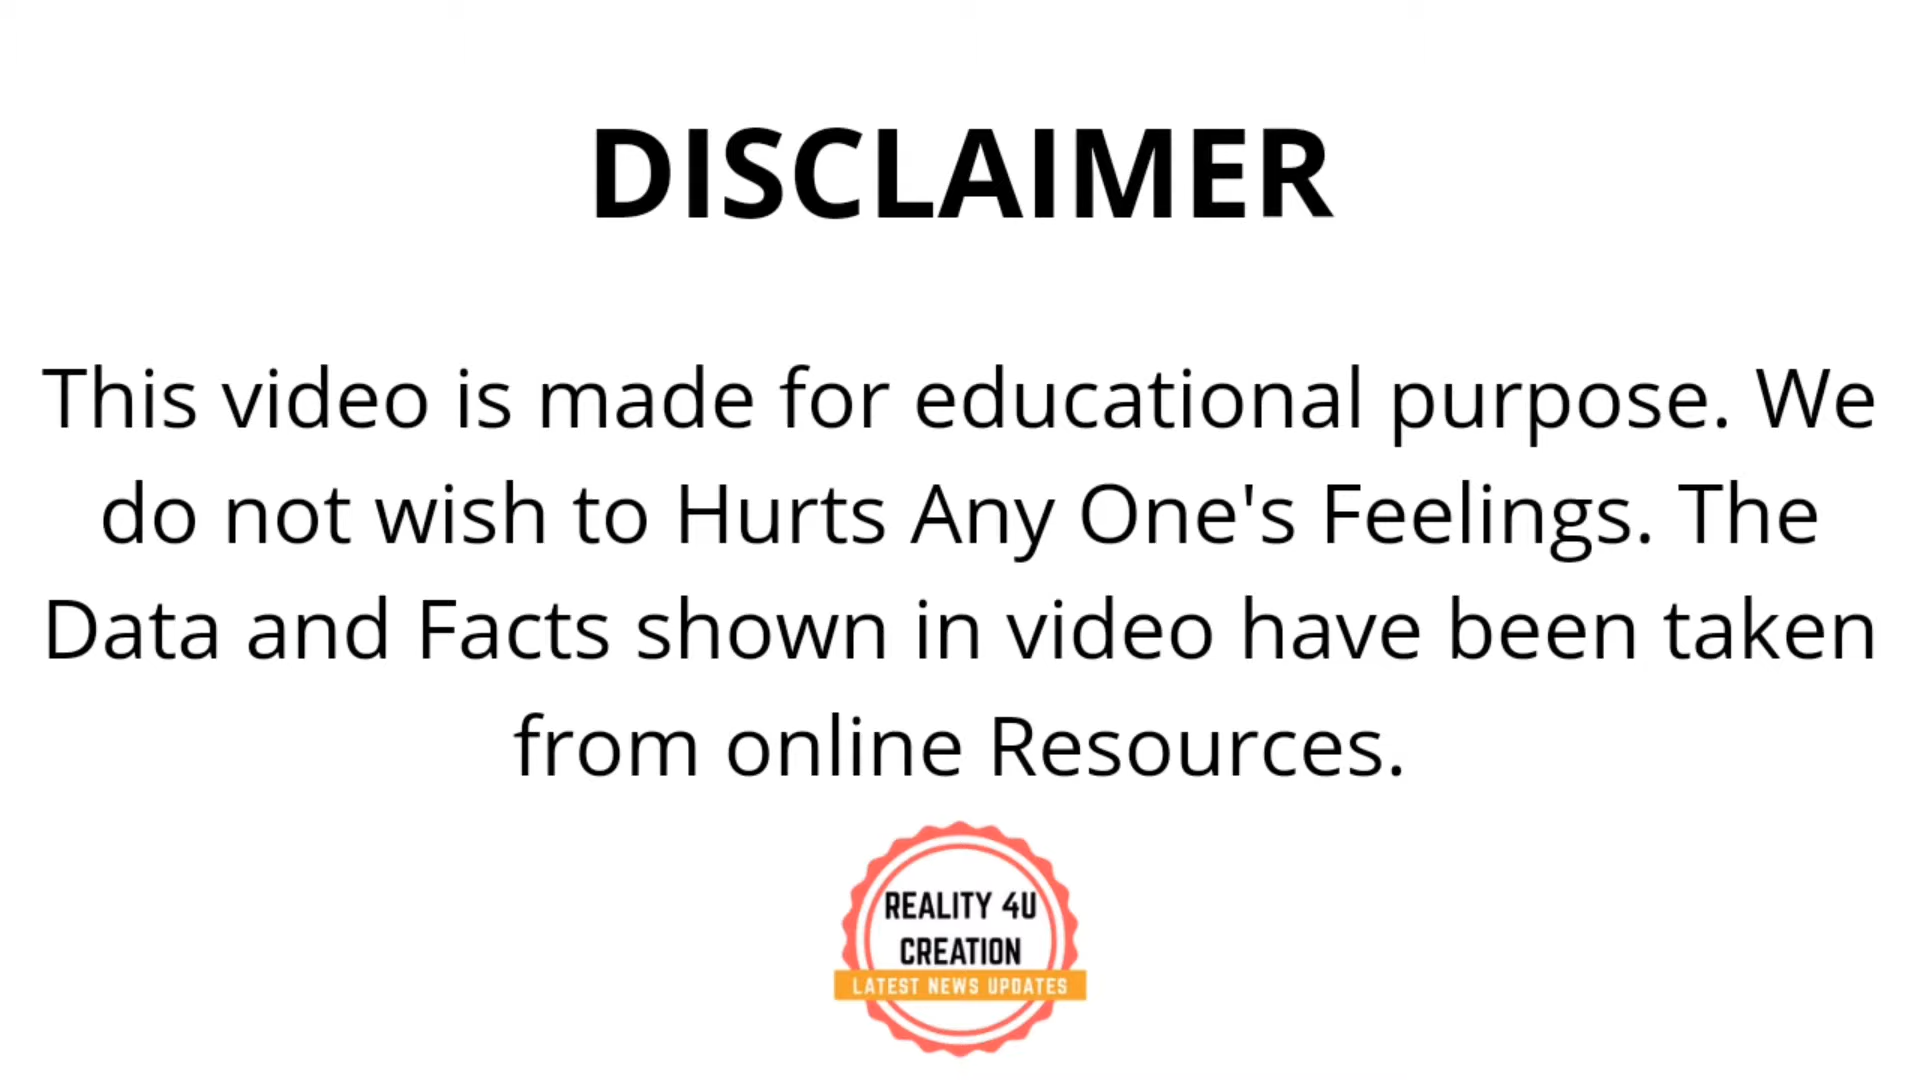 DISCLAIMER
This video is made for educational purpose. We
do not wish to Hurts Any One's Feelings. The
Data and Facts shown in video have been taken
from online Resources.
REALITY 4U
CREATION
LATEST NEWS UPDATES